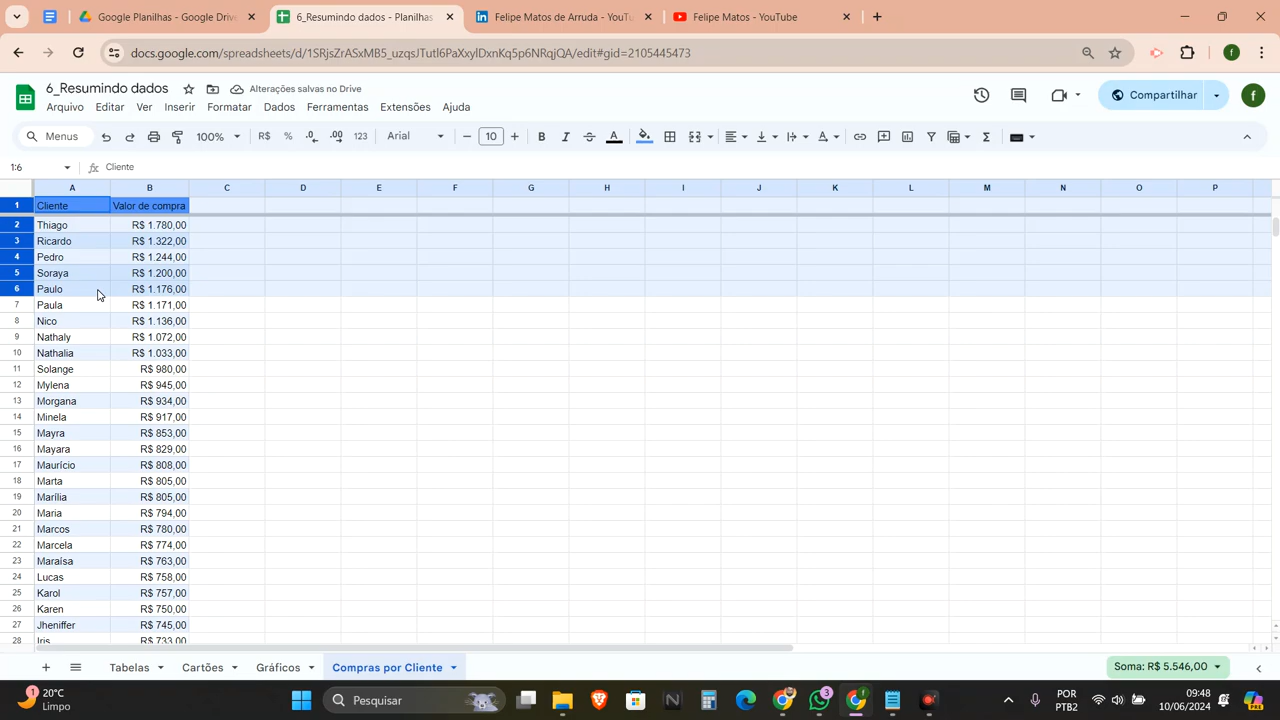 Google Planilhas - Google Drive
6_Resumindo dados - Planilhas
Felipe Matos de Arruda - YouTu
Felipe Matos - YouTube
docs.google.com/spreadsheets/d/1SRjsZrASxMB5_uzqsJTutl6PaXxylDxnKq5p6NRqjQA/edit#gid=2105445473
f
6_Resumindo dados
Alterações salvas no Drive
Arquivo Editar Ver Inserir Formatar Dados Ferramentas Extensões Ajuda
Compartilhar
f
Menus 100% R$ % .0 .00 123 Arial 10 B I S A
1:6 fx Cliente
A B C D E F G H I J K L M N O P
1 Cliente Valor de compra
2 Thiago R$ 1.780,00
3 Ricardo R$ 1.322,00
4 Pedro R$ 1.244,00
5 Soraya R$ 1.200,00
6 Paulo R$ 1.176,00
7 Paula R$ 1.171,00
8 Nico R$ 1.136,00
9 Nathaly R$ 1.072,00
10 Nathalia R$ 1.033,00
11 Solange R$ 980,00
12 Mylena R$ 945,00
13 Morgana R$ 934,00
14 Minela R$ 917,00
15 Mayra R$ 853,00
16 Mayara R$ 829,00
17 Maurício R$ 808,00
18 Marta R$ 805,00
19 Marília R$ 805,00
20 Maria R$ 794,00
21 Marcos R$ 780,00
22 Marcela R$ 774,00
23 Maraísa R$ 763,00
24 Lucas R$ 758,00
25 Karol R$ 757,00
26 Karen R$ 750,00
27 Jheniffer R$ 745,00
28 Iris R$ 733,00
Tabelas Cartões Gráficos Compras por Cliente
Soma: R$ 5.546,00
1
20°C
Limpo
Pesquisar
3
POR
PTB2
09:48
10/06/2024